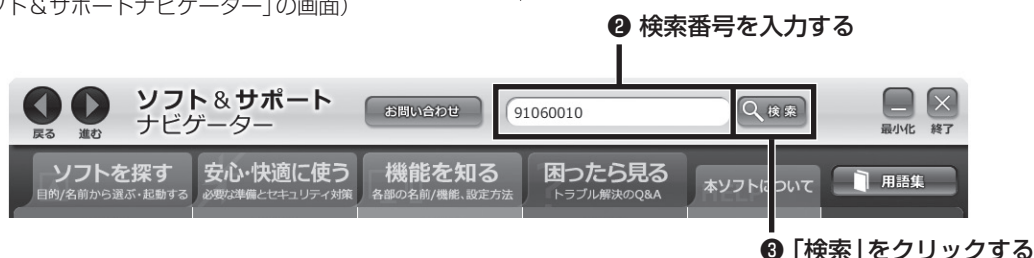 フト＆サポートナビゲーター」の画面）
❷ 検索番号を入力する
戻る 進む
ソフト＆サポート
ナビゲーター
お問い合わせ
91060010
検索
最小化 終了
ソフトを探す
目的/名前から選ぶ・起動する
安心・快適に使う
必要な準備とセキュリティ対策
機能を知る
各部の名前/機能、設定方法
困ったら見る
トラブル解決のQ&A
本ソフトについて
用語集
❸「検索」をクリックする